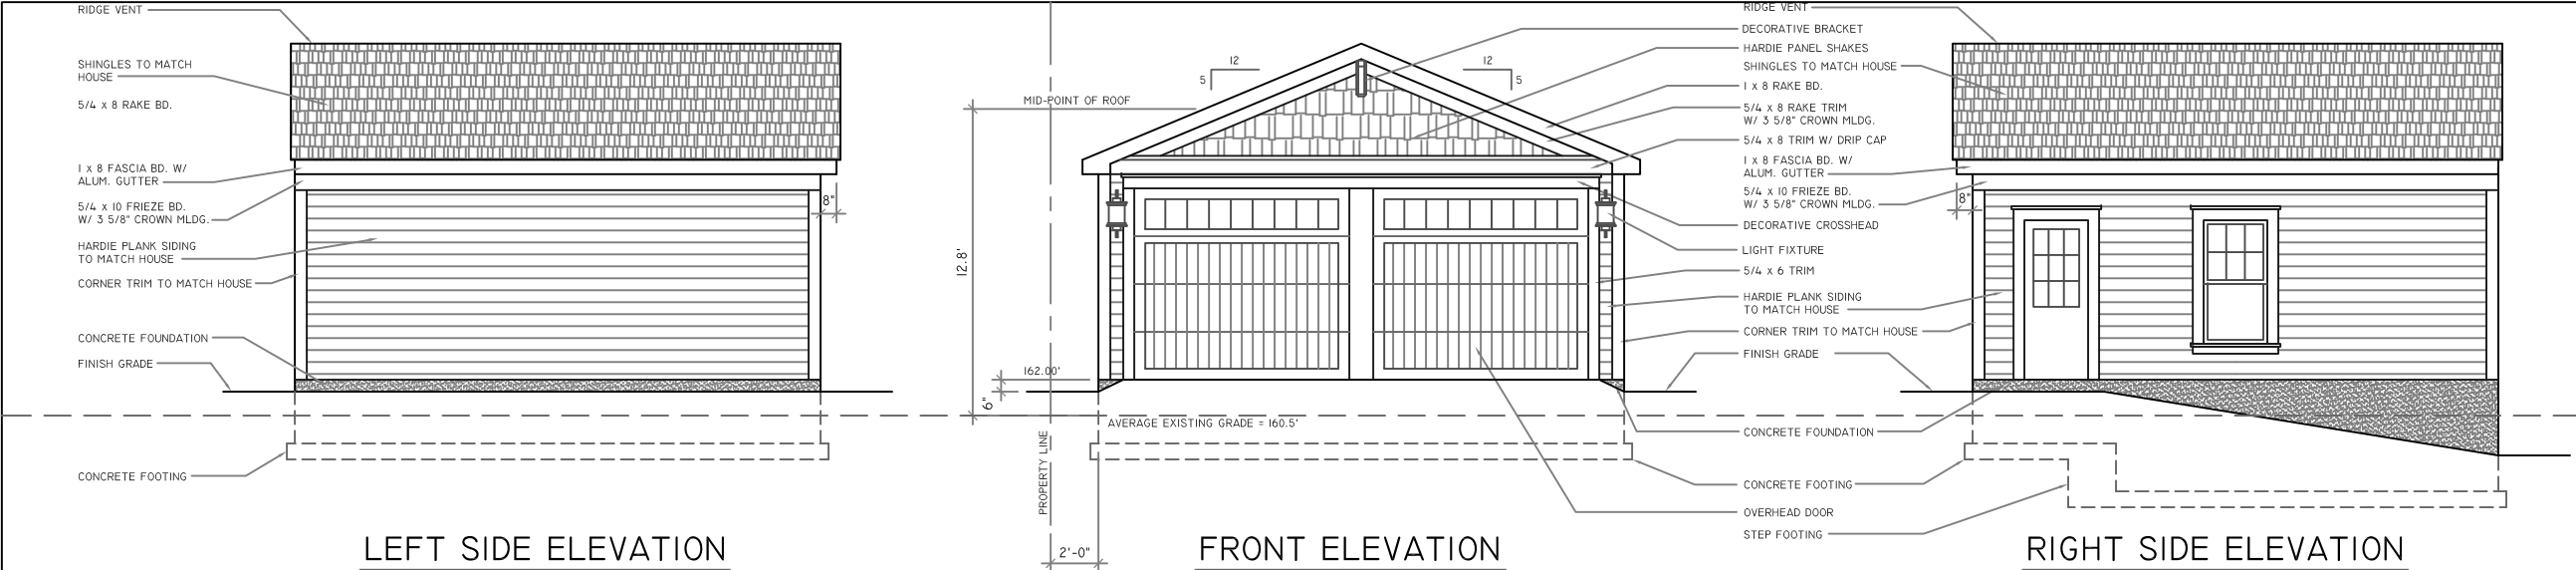 RIDGE VENT
SHINGLES TO MATCH
HOUSE
5/4 x 8 RAKE BD.
1 x 8 FASCIA BD. W/
ALUM. GUTTER
5/4 x 10 FRIEZE BD.
W/ 3 5/8" CROWN MLDG.
HARDIE PLANK SIDING
TO MATCH HOUSE
CORNER TRIM TO MATCH HOUSE
CONCRETE FOUNDATION
FINISH GRADE
CONCRETE FOOTING
8"
LEFT SIDE ELEVATION
MID-POINT OF ROOF
12
5
12
5
12.8'
162.00'
6"
AVERAGE EXISTING GRADE = 160.5'
PROPERTY LINE
2'-0"
FRONT ELEVATION
RIDGE VENT
DECORATIVE BRACKET
HARDIE PANEL SHAKES
SHINGLES TO MATCH HOUSE
1 x 8 RAKE BD.
5/4 x 8 RAKE TRIM
W/ 3 5/8" CROWN MLDG.
5/4 x 8 TRIM W/ DRIP CAP
1 x 8 FASCIA BD. W/
ALUM. GUTTER
5/4 x 10 FRIEZE BD.
W/ 3 5/8" CROWN MLDG.
DECORATIVE CROSSHEAD
LIGHT FIXTURE
5/4 x 6 TRIM
HARDIE PLANK SIDING
TO MATCH HOUSE
CORNER TRIM TO MATCH HOUSE
FINISH GRADE
CONCRETE FOUNDATION
CONCRETE FOOTING
OVERHEAD DOOR
STEP FOOTING
8"
RIGHT SIDE ELEVATION